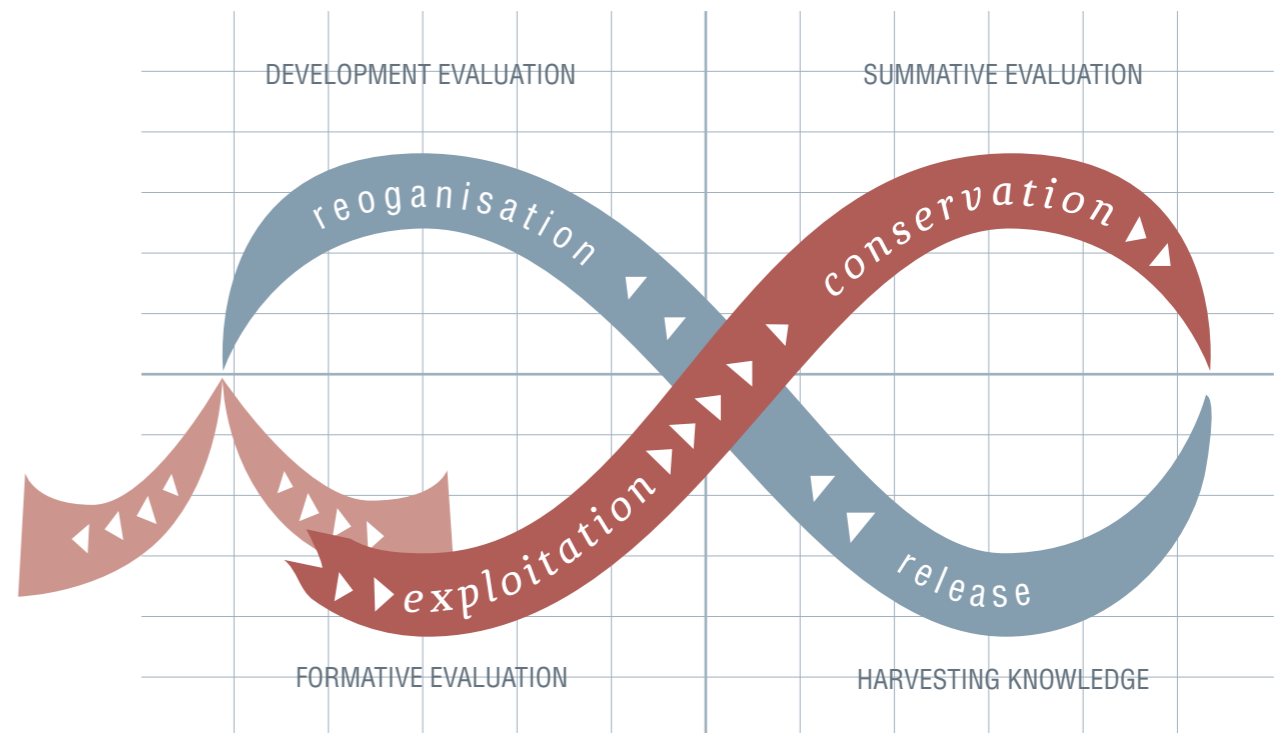 DEVELOPMENT EVALUATION
SUMMATIVE EVALUATION
reoganisation
conservation
exploitation
release
FORMATIVE EVALUATION
HARVESTING KNOWLEDGE